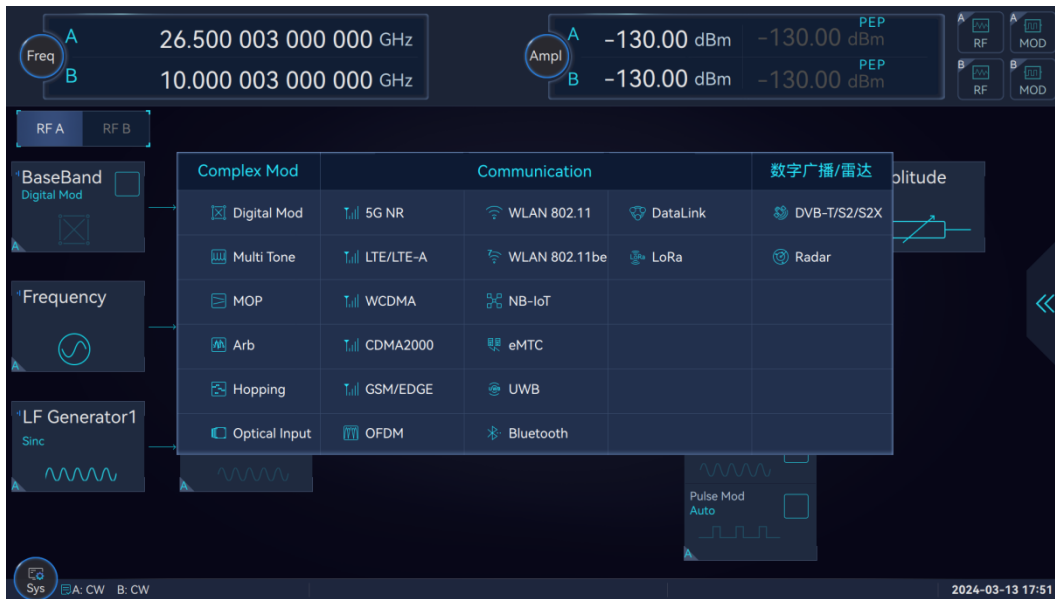 Freq
A 26.500 003 000 000 GHz
B 10.000 003 000 000 GHz
Ampl
A -130.00 dBm PEP -130.00 dBm
B -130.00 dBm PEP -130.00 dBm
A RF
A MOD
B RF
B MOD
RF A RF B
BaseBand
Digital Mod
A
Frequency
A
LF Generator1
Sinc
A
Complex Mod Communication 数字广播/雷达
Digital Mod 5G NR WLAN 802.11 DataLink DVB-T/S2/S2X
Multi Tone LTE/LTE-A WLAN 802.11be LoRa Radar
MOP WCDMA NB-IoT
Arb CDMA2000 eMTC
Hopping GSM/EDGE UWB
Optical Input OFDM Bluetooth
plitude
A
Pulse Mod
Auto
A
Sys
A: CW B: CW
2024-03-13 17:51